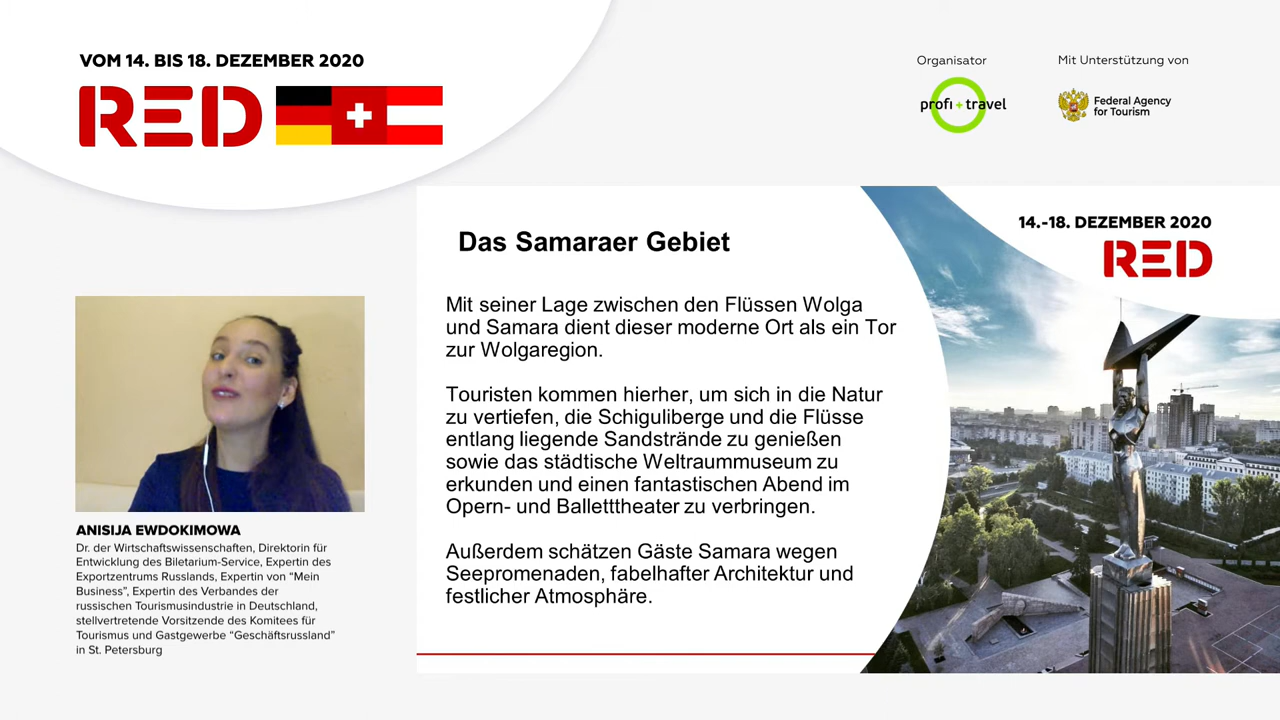 VOM 14. BIS 18. DEZEMBER 2020
RED
Organisator
profi + travel
Mit Unterstützung von
Federal Agency
for Tourism
14.-18. DEZEMBER 2020
RED
Das Samaraer Gebiet
Mit seiner Lage zwischen den Flüssen Wolga
und Samara dient dieser moderne Ort als ein Tor
zur Wolgaregion.
Touristen kommen hierher, um sich in die Natur
zu vertiefen, die Schiguliberge und die Flüsse
entlang liegende Sandstrände zu genießen
sowie das städtische Weltraummuseum zu
erkunden und einen fantastischen Abend im
Opern- und Balletttheater zu verbringen.
Außerdem schätzen Gäste Samara wegen
Seepromenaden, fabelhafter Architektur und
festlicher Atmosphäre.
ANISIJA EWDOKIMOWA
Dr. der Wirtschaftswissenschaften, Direktorin für
Entwicklung des Biletarium-Service, Expertin des
Exportzentrums Russlands, Expertin von “Mein
Business”, Expertin des Verbandes der
russischen Tourismusindustrie in Deutschland,
stellvertretende Vorsitzende des Komitees für
Tourismus und Gastgewerbe “Geschäftsrussland”
in St. Petersburg